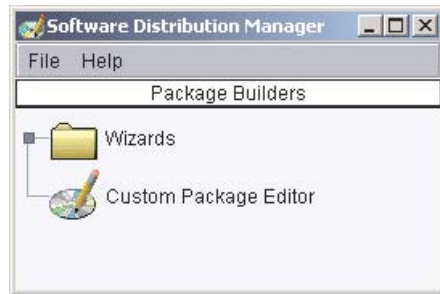 Software Distribution Manager
File Help
Package Builders
Wizards
Custom Package Editor